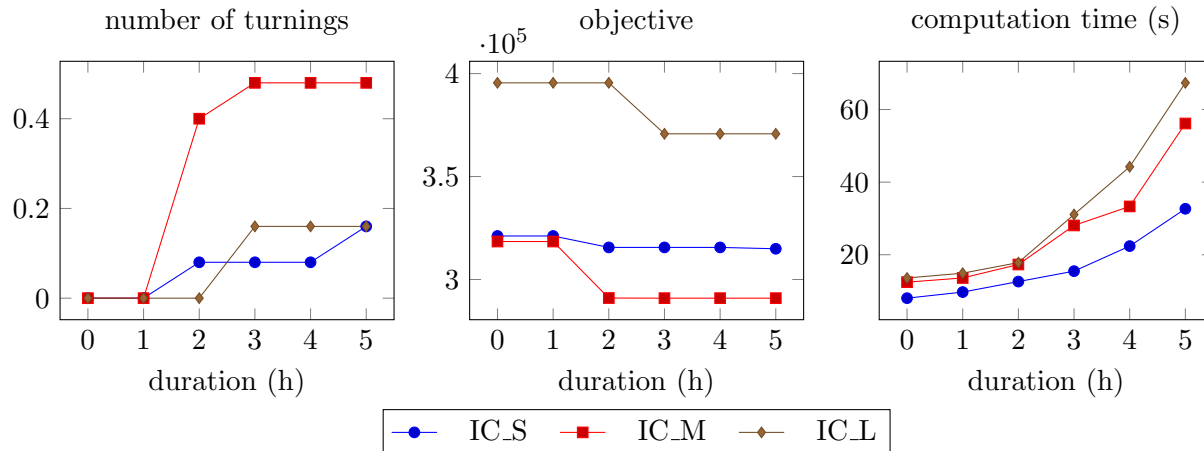 number of turnings
objective
computation time (s)
·10⁵
0.4
0.2
0
0 1 2 3 4 5
duration (h)
4
3.5
3
0 1 2 3 4 5
duration (h)
60
40
20
0 1 2 3 4 5
duration (h)
IC_S IC_M IC_L